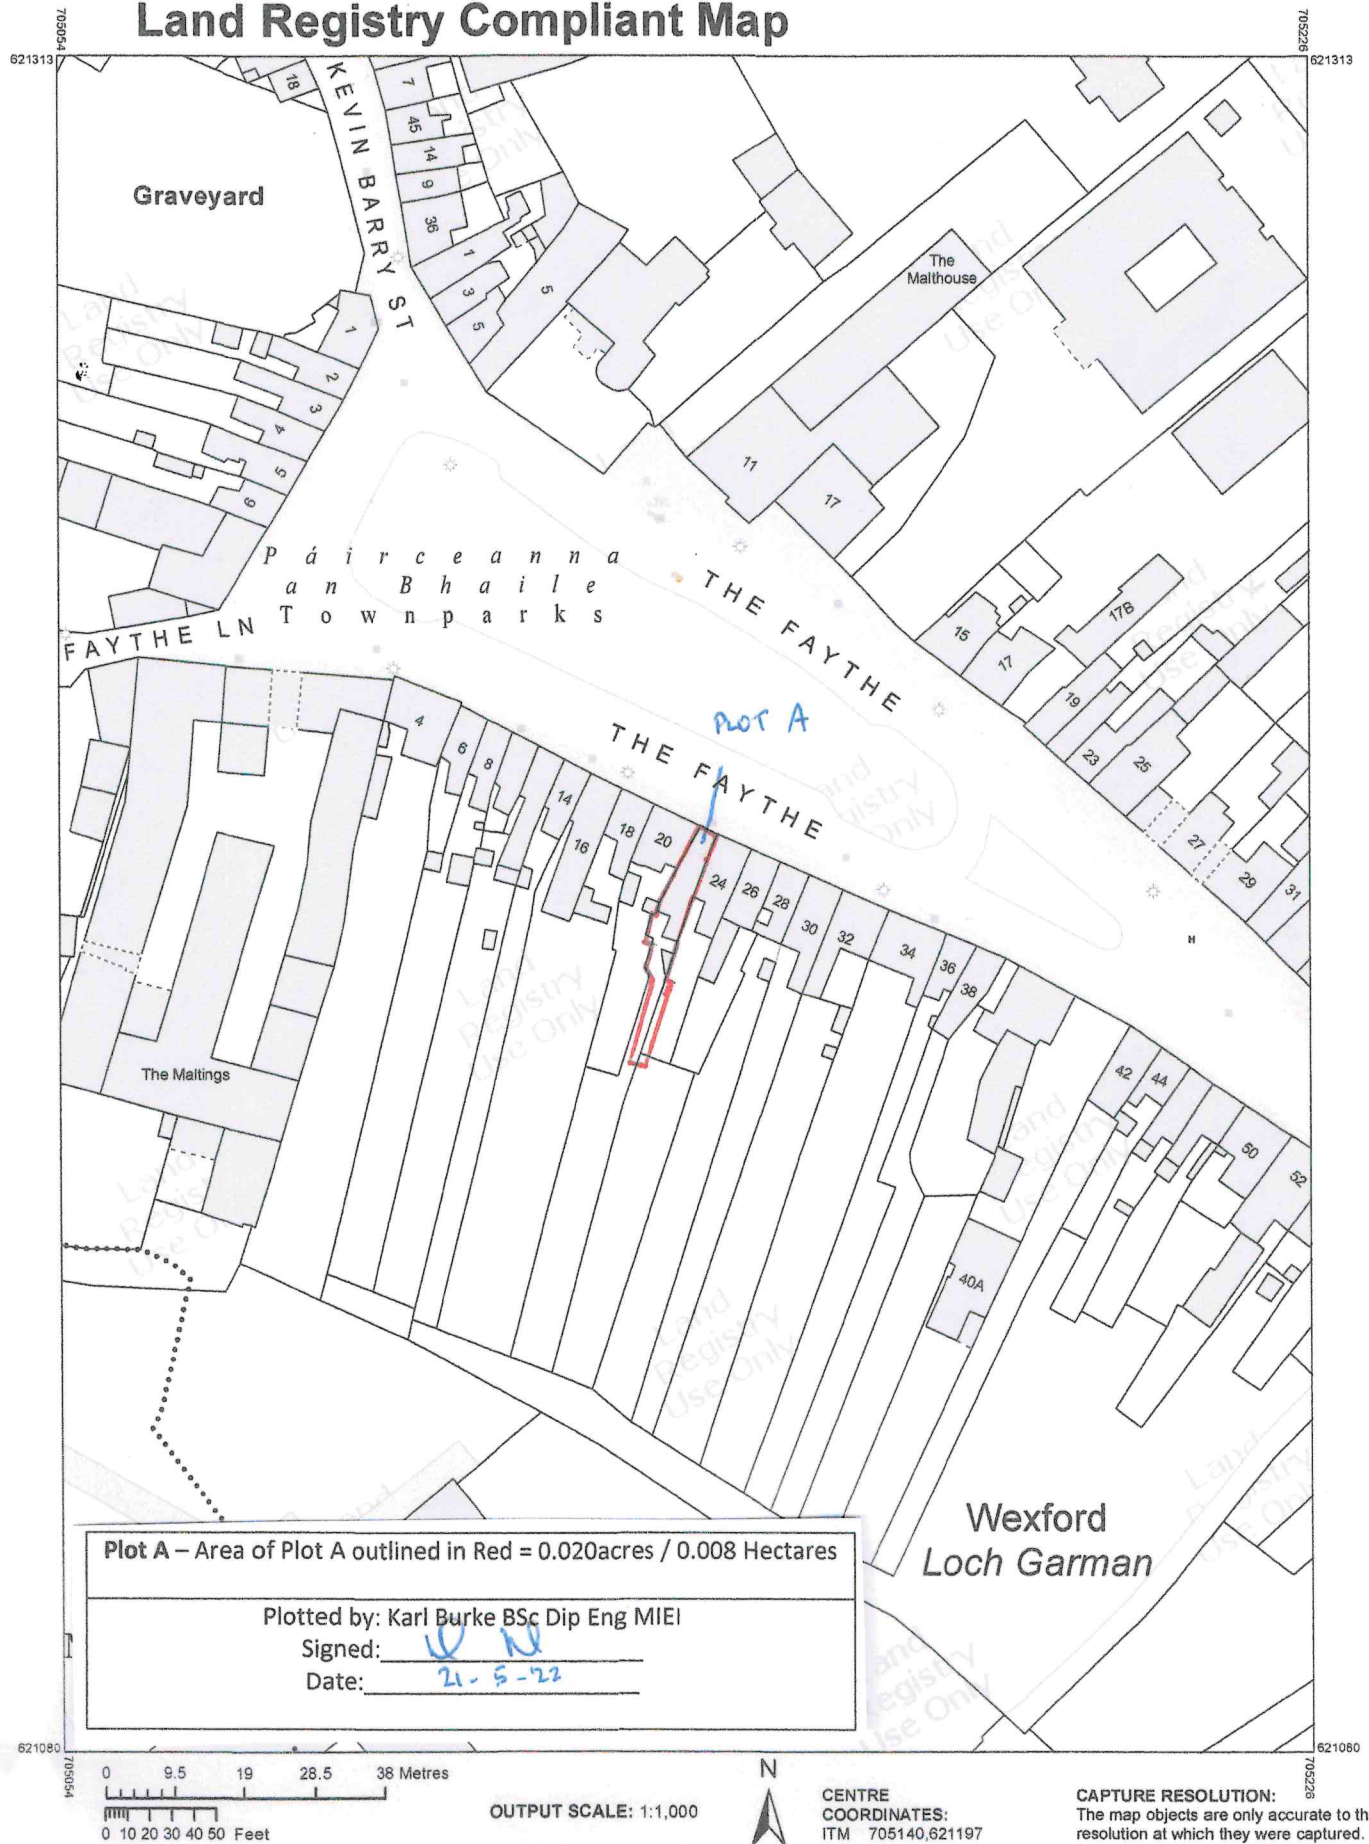 Land Registry Compliant Map
705054
705226
621313
621313
KEVIN BARRY ST
18
7
45
14
9
36
1
3
5
5
Graveyard
The
Malthouse
1
2
3
4
5
6
11
17
Páirceanna
an Bhaile
Townparks
FAYTHE LN
THE FAYTHE
15
17
17B
19
23
25
27
29
31
PLOT A
THE FAYTHE
4
6
8
14
16
18
20
24
26
28
30
32
34
36
38
H
The Maltings
42
44
50
52
40A
Land
Registry
Use Only
Wexford
Loch Garman
Plot A – Area of Plot A outlined in Red = 0.020acres / 0.008 Hectares
Plotted by: Karl Burke BSc Dip Eng MIEI
Signed:
Date: 21-5-'22
621080
621080
705054
705226
0 9.5 19 28.5 38 Metres
0 10 20 30 40 50 Feet
OUTPUT SCALE: 1:1,000
N
CENTRE
COORDINATES:
ITM 705140,621197
CAPTURE RESOLUTION:
The map objects are only accurate to th
resolution at which they were captured.